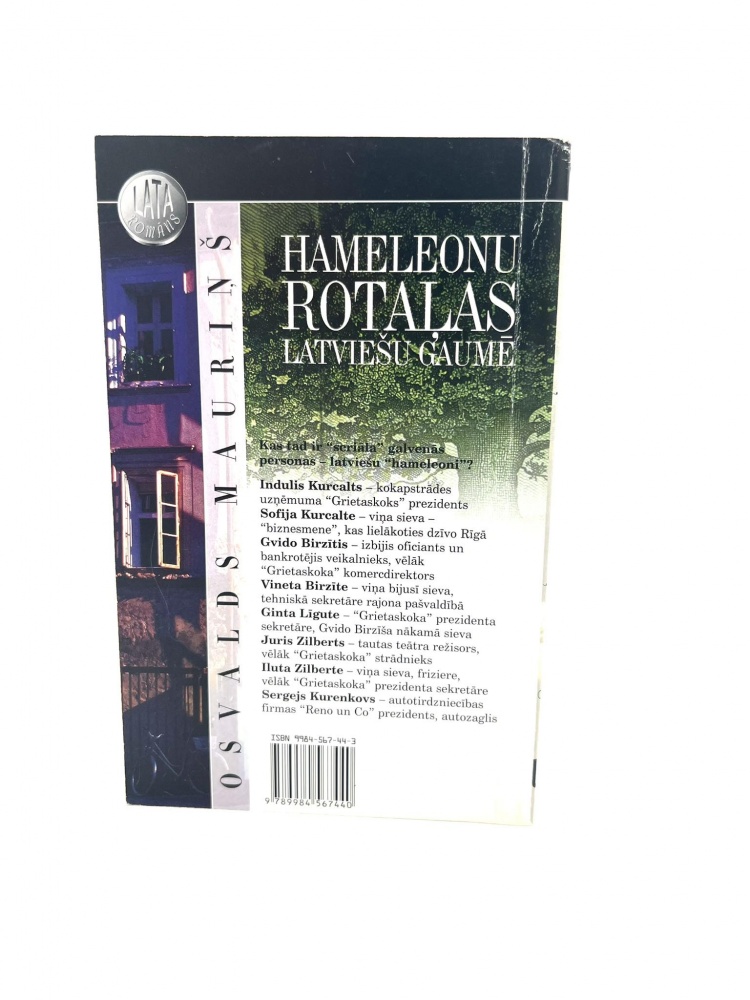 LATA
ROMĀNS
OSVALDS MAURIŅŠ
HAMELEONU
ROTAĻAS
LATVIEŠU GAUMĒ
Kas tad ir “seriāla” galvenās
personas – latviešu “hameleoni”?
Indulis Kurcalts – kokapstrādes
uzņēmuma “Grietaskoks” prezidents
Sofija Kurcalte – viņa sieva –
“biznesmene”, kas lielākoties dzīvo Rīgā
Gvido Birzītis – izbijis oficiants un
bankrotējis veikalnieks, vēlāk
“Grietaskoka” komercdirektors
Vineta Birzīte – viņa bijusī sieva,
tehniskā sekretāre rajona pašvaldībā
Ginta Līgute – “Grietaskoka” prezidenta
sekretāre, Gvido Birzīša nākamā sieva
Juris Zilberts – tautas teātra režisors,
vēlāk “Grietaskoka” strādnieks
Iluta Zilberte – viņa sieva, friziere,
vēlāk “Grietaskoka” prezidenta sekretāre
Sergejs Kurenkovs – autotirdzniecības
firmas “Reno un Co” prezidents, autozaglis
ISBN 9984-567-44-3
9 789984 567440